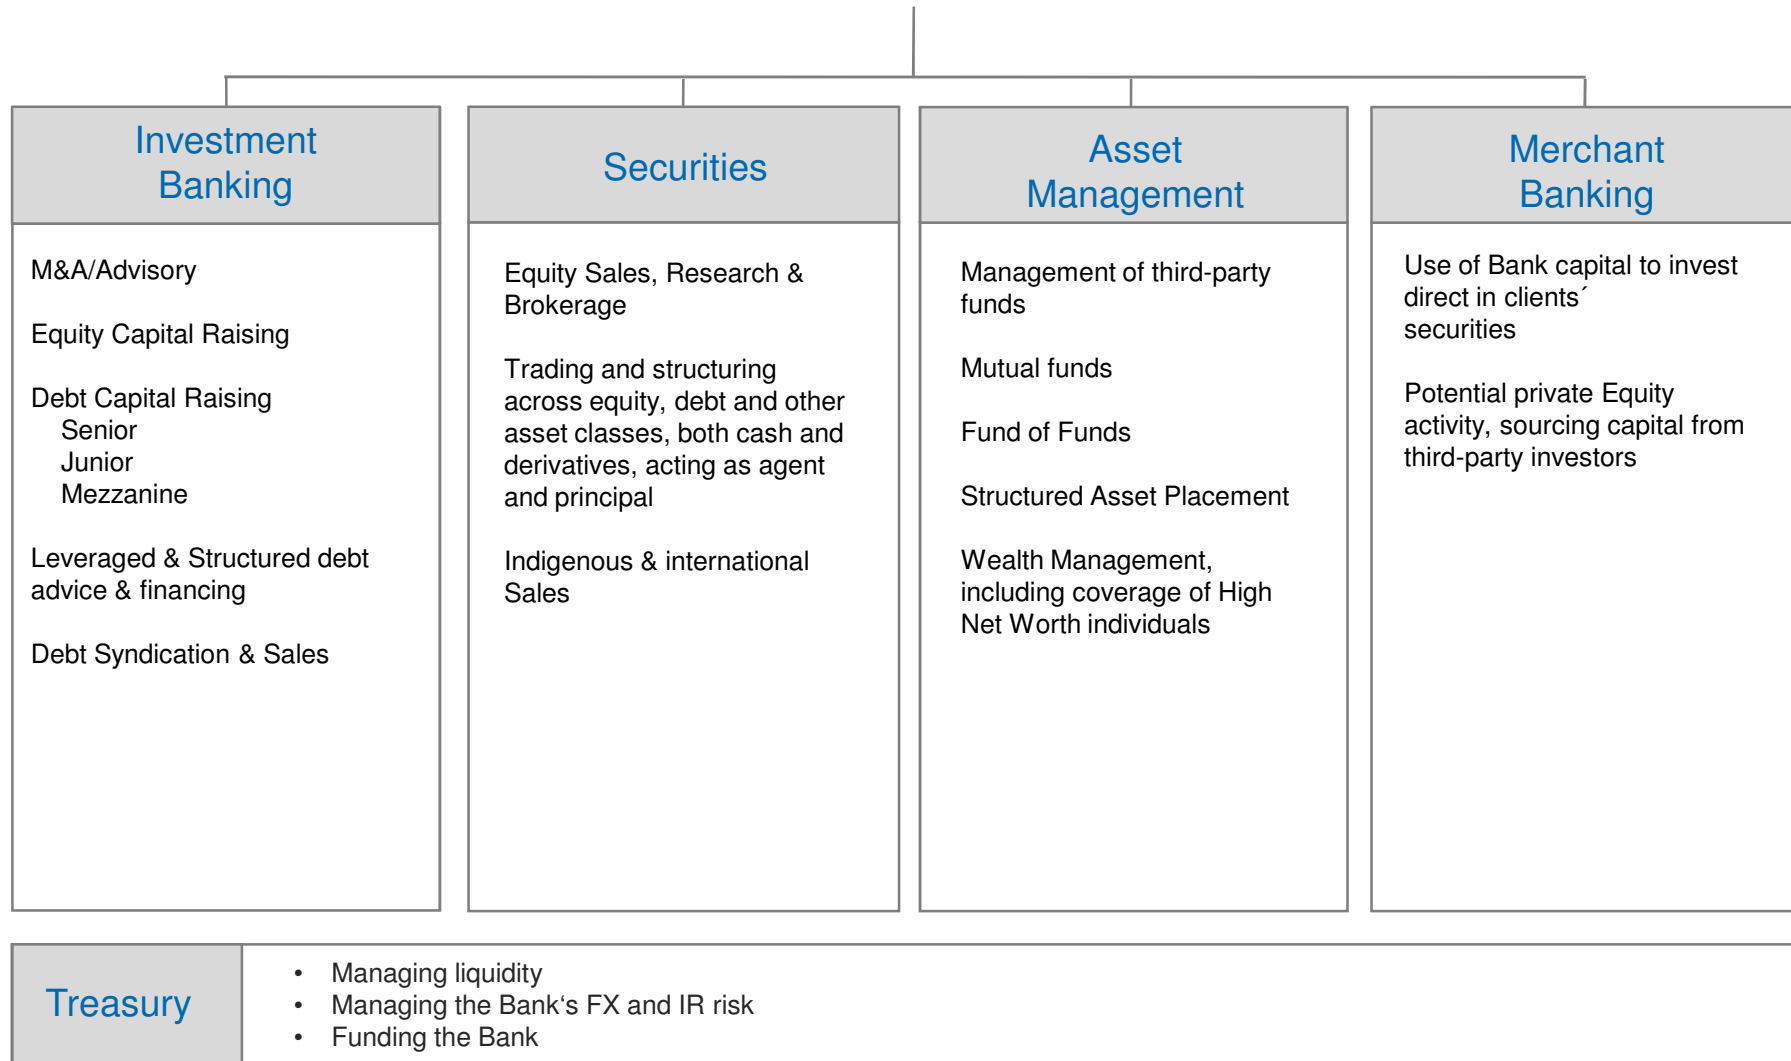 Investment
Banking
M&A/Advisory
Equity Capital Raising
Debt Capital Raising
Senior
Junior
Mezzanine
Leveraged & Structured debt
advice & financing
Debt Syndication & Sales
Securities
Equity Sales, Research &
Brokerage
Trading and structuring
across equity, debt and other
asset classes, both cash and
derivatives, acting as agent
and principal
Indigenous & international
Sales
Asset
Management
Management of third-party
funds
Mutual funds
Fund of Funds
Structured Asset Placement
Wealth Management,
including coverage of High
Net Worth individuals
Merchant
Banking
Use of Bank capital to invest
direct in clients´
securities
Potential private Equity
activity, sourcing capital from
third-party investors
Treasury
• Managing liquidity
• Managing the Bank‘s FX and IR risk
• Funding the Bank